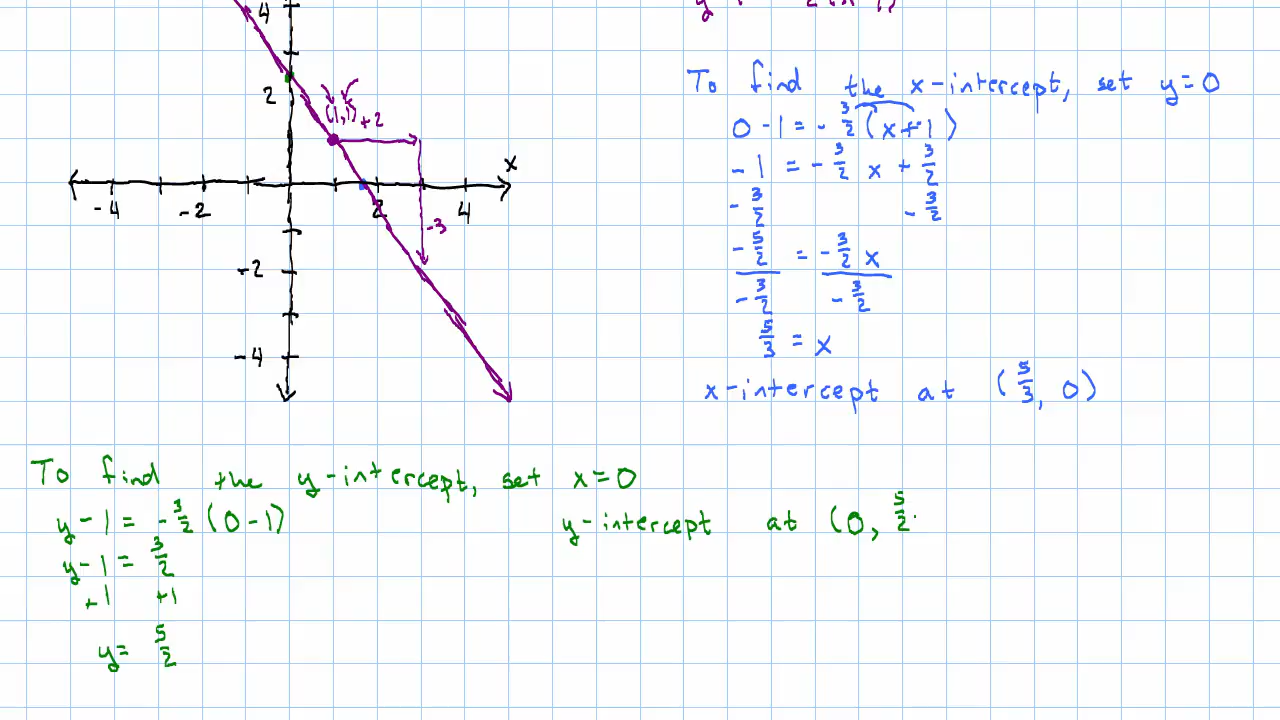 4
2
(1,1)
+2
x
-4
-2
2
4
-3
-2
-4
To find the x-intercept, set y=0
0-1=-3/2(x+-1)
-1=-3/2x+3/2
-3/2 -3/2
-5/2=-3/2x
-3/2 -3/2
5/3=x
x-intercept at (5/3, 0)
To find the y-intercept, set x=0
y-1=-3/2(0-1)
y-1=3/2
+1 +1
y=5/2
y-intercept at (0, 5/2